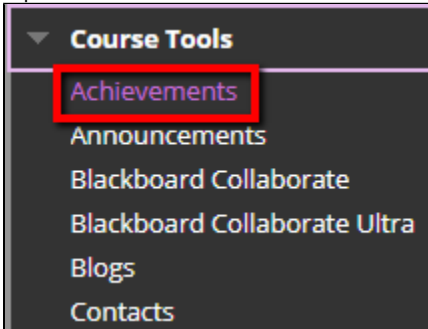 Course Tools
Achievements
Announcements
Blackboard Collaborate
Blackboard Collaborate Ultra
Blogs
Contacts